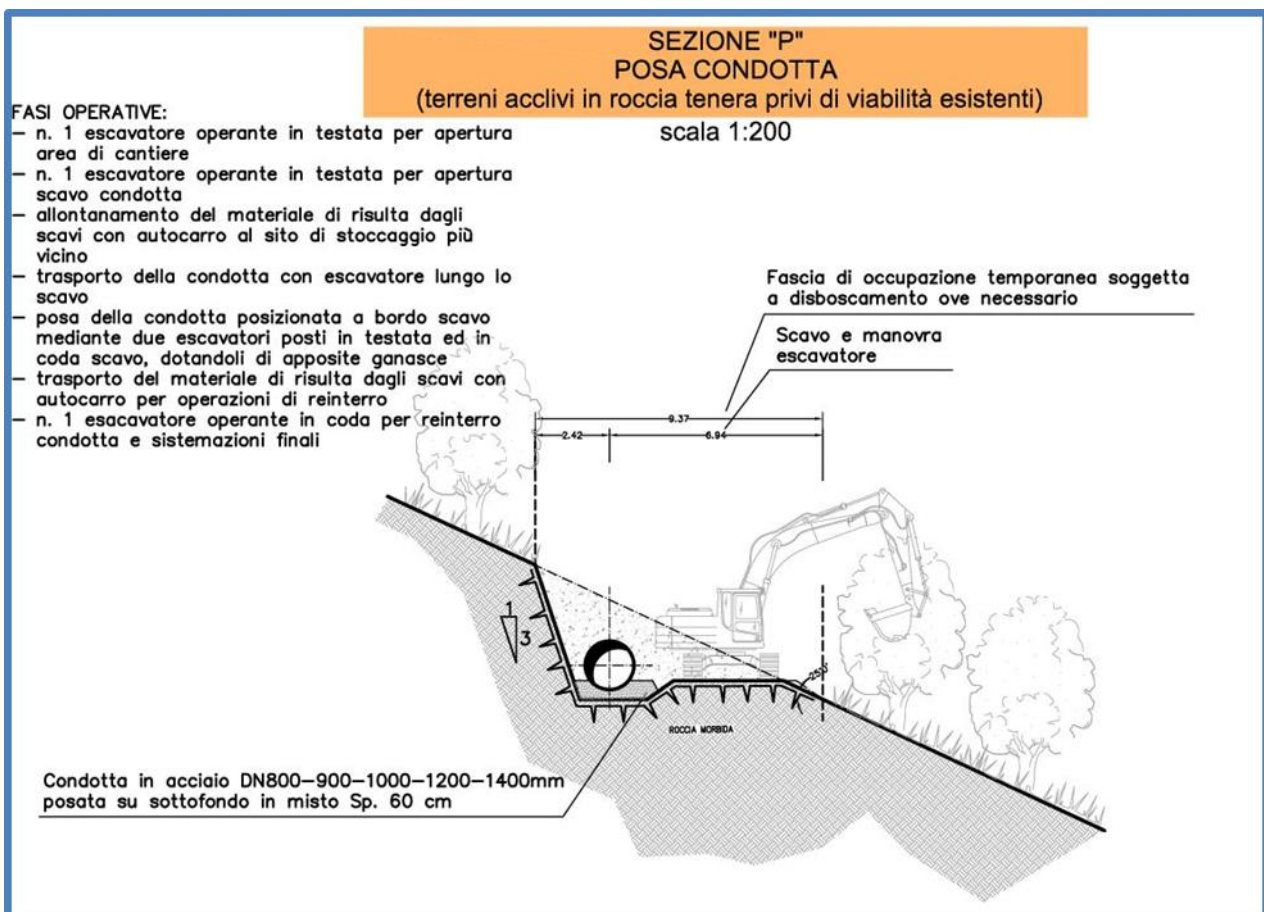 SEZIONE "P"
POSA CONDOTTA
(terreni acclivi in roccia tenera privi di viabilità esistenti)
scala 1:200
FASI OPERATIVE:
– n. 1 escavatore operante in testata per apertura
area di cantiere
– n. 1 escavatore operante in testata per apertura
scavo condotta
– allontanamento del materiale di risulta dagli
scavi con autocarro al sito di stoccaggio più
vicino
– trasporto della condotta con escavatore lungo lo
scavo
– posa della condotta posizionata a bordo scavo
mediante due escavatori posti in testata ed in
coda scavo, dotandoli di apposite ganasce
– trasporto del materiale di risulta dagli scavi con
autocarro per operazioni di reinterro
– n. 1 esacavatore operante in coda per reinterro
condotta e sistemazioni finali
Fascia di occupazione temporanea soggetta
a disboscamento ove necessario
Scavo e manovra
escavatore
9.37
2.42
6.94
1
3
ROCCIA MORBIDA
Condotta in acciaio DN800–900–1000–1200–1400mm
posata su sottofondo in misto Sp. 60 cm